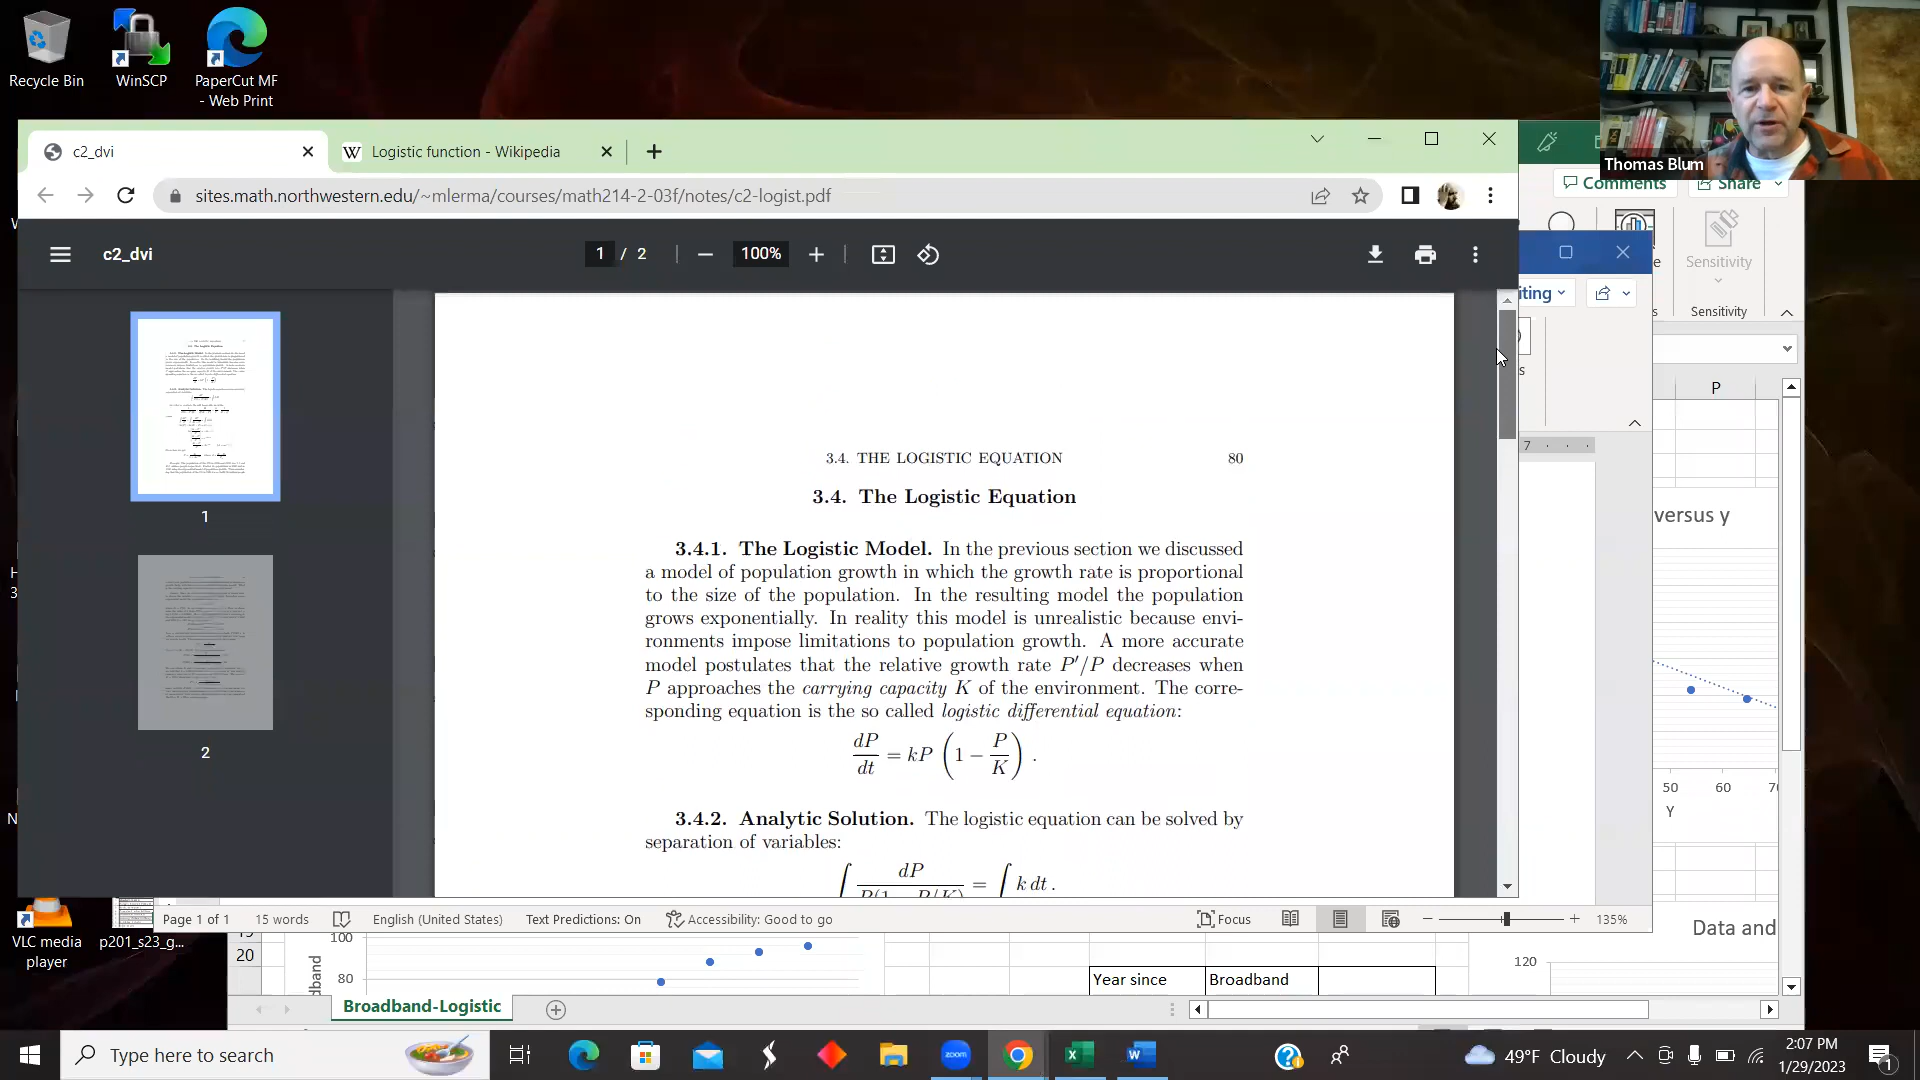 Recycle Bin
WinSCP
PaperCut MF
- Web Print
Thomas Blum
c2_dvi
Logistic function - Wikipedia
Comments
Share
sites.math.northwestern.edu/~mlerma/courses/math214-2-03f/notes/c2-logist.pdf
c2_dvi
1 / 2
100%
Sensitivity
iting
Sensitivity
1
2
P
7
3.4. THE LOGISTIC EQUATION 80
3.4. The Logistic Equation
3.4.1. The Logistic Model. In the previous section we discussed
a model of population growth in which the growth rate is proportional
to the size of the population. In the resulting model the population
grows exponentially. In reality this model is unrealistic because envi-
ronments impose limitations to population growth. A more accurate
model postulates that the relative growth rate P′/P decreases when
P approaches the carrying capacity K of the environment. The corre-
sponding equation is the so called logistic differential equation:
dP/dt = kP (1 − P/K) .
3.4.2. Analytic Solution. The logistic equation can be solved by
separation of variables:
∫ dP/P(1 − P/K) = ∫ k dt .
versus y
50 60
Y
Data and
120
VLC media
player
p201_s23_g...
Page 1 of 1 15 words English (United States) Text Predictions: On Accessibility: Good to go
Focus
135%
20
100
80
Year since Broadband
Broadband-Logistic
Type here to search
zoom
49°F Cloudy
2:07 PM
1/29/2023
1